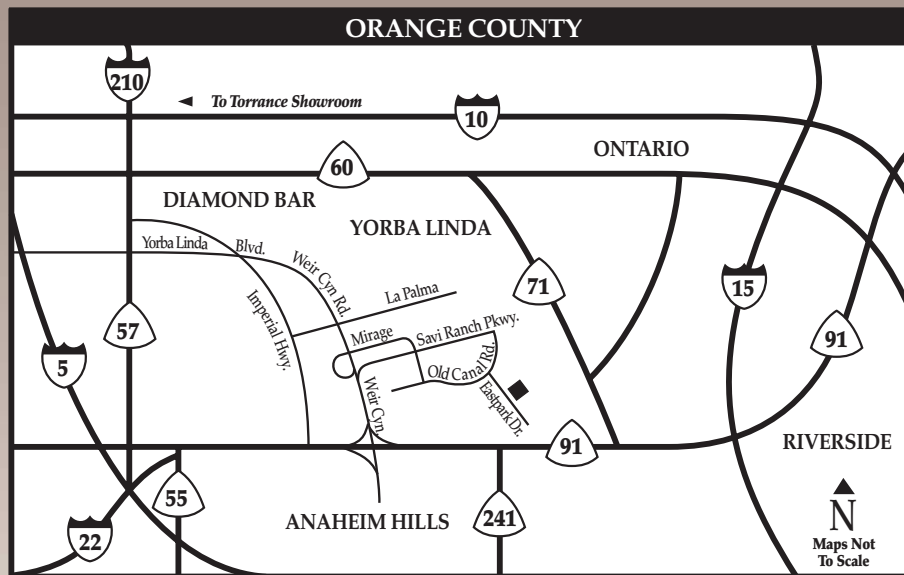 ORANGE COUNTY
210
To Torrance Showroom
10
ONTARIO
60
DIAMOND BAR
YORBA LINDA
Yorba Linda Blvd.
Weir Cyn Rd.
La Palma
71
15
Imperial Hwy.
57
Mirage
Savi Ranch Pkwy.
91
5
Old Canal Rd.
Weir Cyn.
Eastpark Dr.
91
RIVERSIDE
55
241
ANAHEIM HILLS
22
N
Maps Not
To Scale